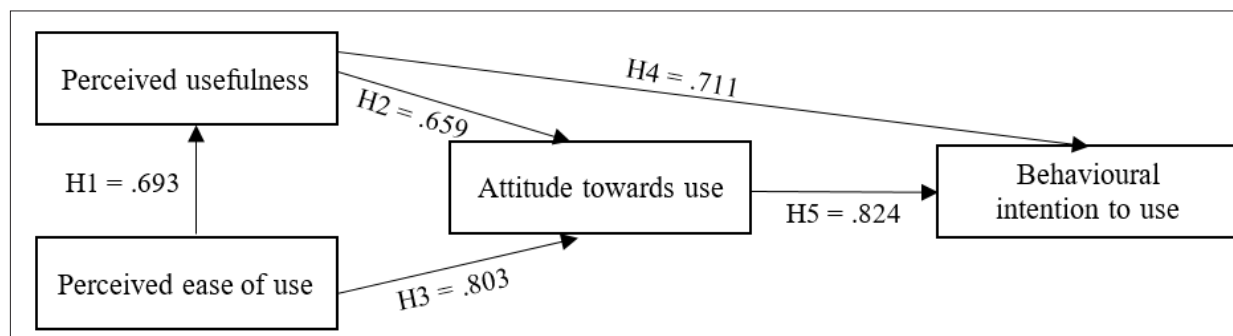 Perceived usefulness
H4 = .711
H2 = .659
H1 = .693
Attitude towards use
Behavioural
intention to use
H5 = .824
Perceived ease of use
H3 = .803